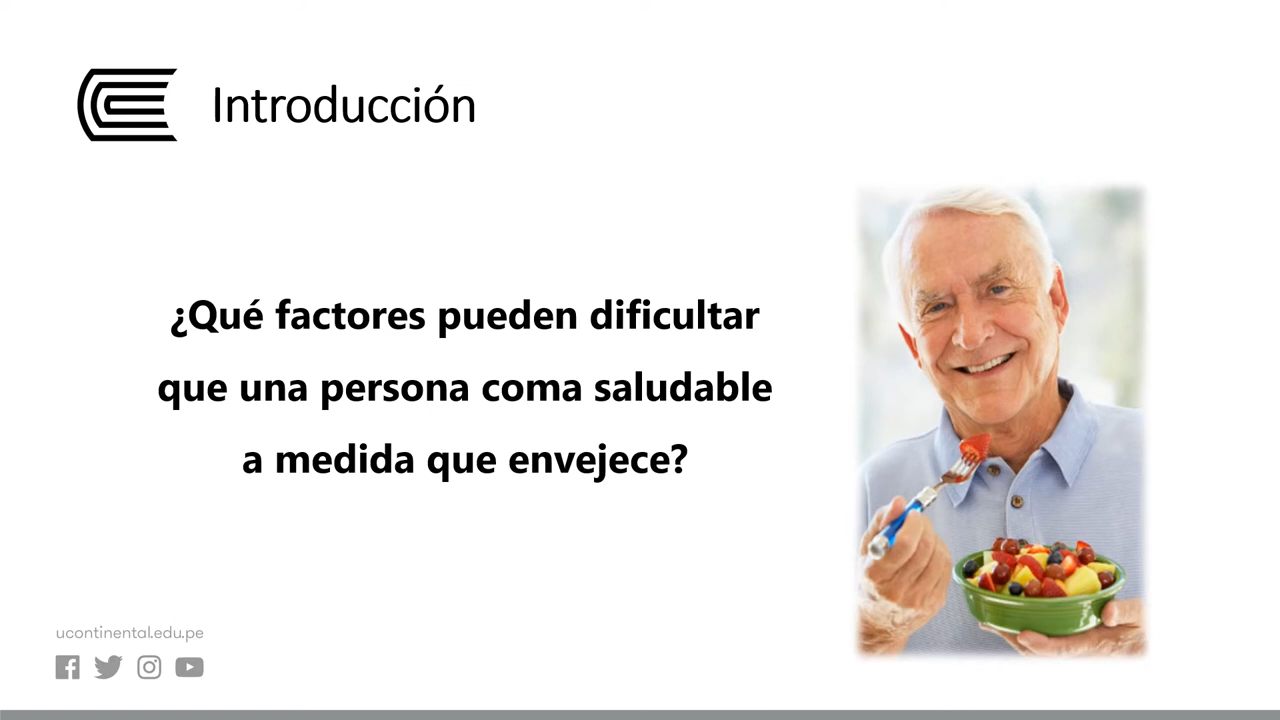 Introducción
¿Qué factores pueden dificultar
que una persona coma saludable
a medida que envejece?
ucontinental.edu.pe